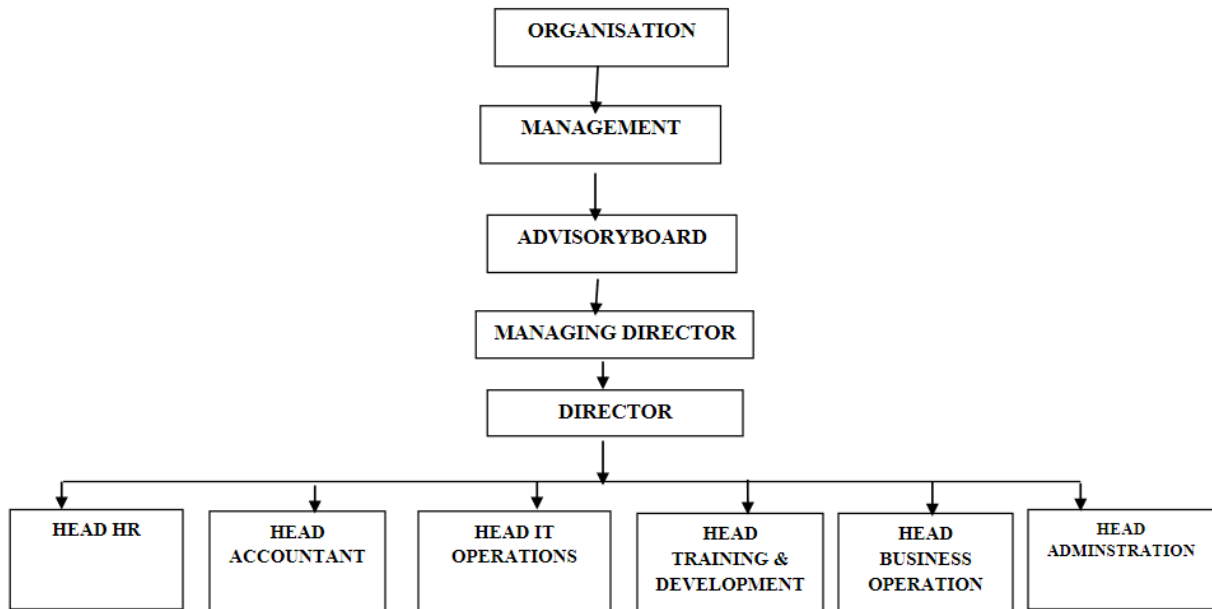 ORGANISATION
MANAGEMENT
ADVISORYBOARD
MANAGING DIRECTOR
DIRECTOR
HEAD HR
HEAD
ACCOUNTANT
HEAD IT
OPERATIONS
HEAD
TRAINING &
DEVELOPMENT
HEAD
BUSINESS
OPERATION
HEAD
ADMINSTRATION